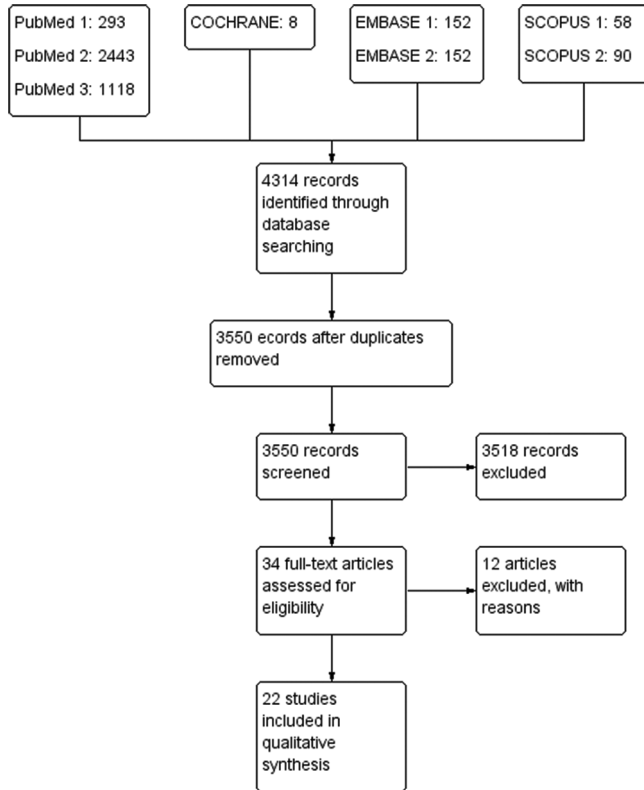 PubMed 1: 293
PubMed 2: 2443
PubMed 3: 1118
COCHRANE: 8
EMBASE 1: 152
EMBASE 2: 152
SCOPUS 1: 58
SCOPUS 2: 90
4314 records
identified through
database
searching
3550 ecords after duplicates
removed
3550 records
screened
3518 records
excluded
34 full-text articles
assessed for
eligibility
12 articles
excluded, with
reasons
22 studies
included in
qualitative
synthesis